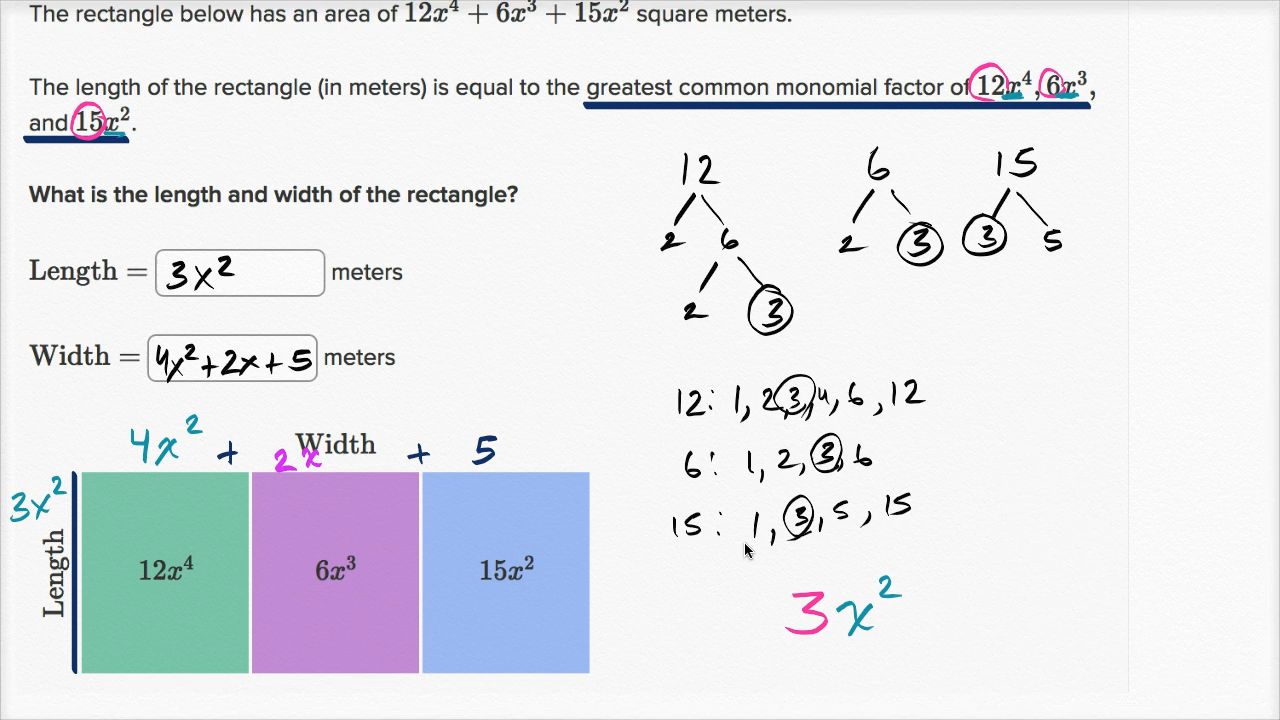 The rectangle below has an area of 12x⁴ + 6x³ + 15x² square meters.
The length of the rectangle (in meters) is equal to the greatest common monomial factor of 12x⁴, 6x³,
and 15x².
What is the length and width of the rectangle?
Length = 3x² meters
Width = 4x²+2x+5 meters
12 6 15
2 6 2 3 3 5
2 3
12: 1, 2, 3, 4, 6, 12
6: 1, 2, 3, 6
15: 1, 3, 5, 15
3x²
Width
4x² + 2x + 5
3x²
Length
12x⁴ 6x³ 15x²